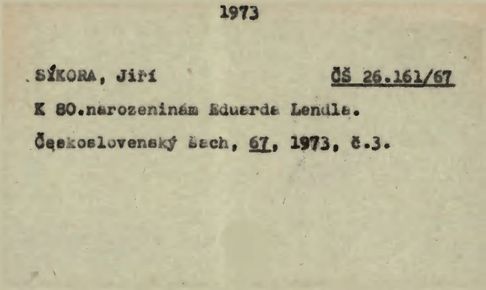 1973
SÝKORA, Jiří ČŠ 26.161/67
K 80.narozeninám Eduarda Lendla.
Československý šach, 67, 1973, č.3.